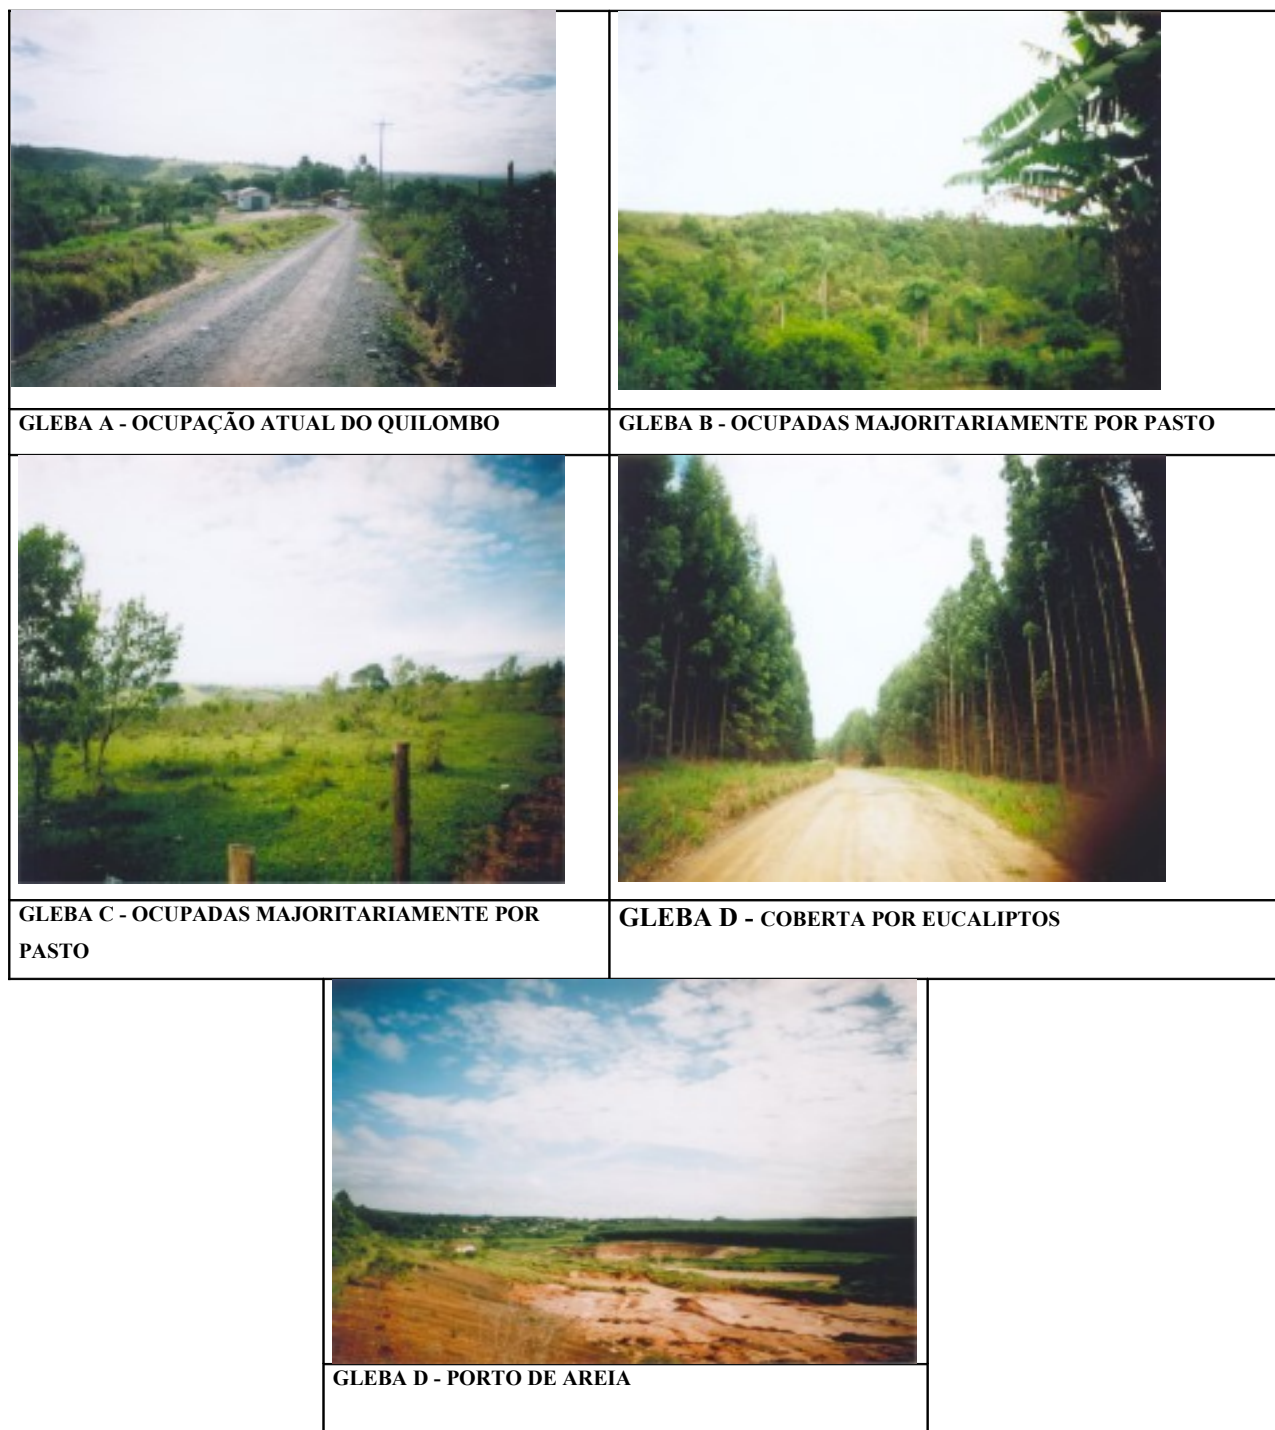 GLEBA A - OCUPAÇÃO ATUAL DO QUILOMBO
GLEBA B - OCUPADAS MAJORITARIAMENTE POR PASTO
GLEBA C - OCUPADAS MAJORITARIAMENTE POR
PASTO
GLEBA D - COBERTA POR EUCALIPTOS
GLEBA D - PORTO DE AREIA